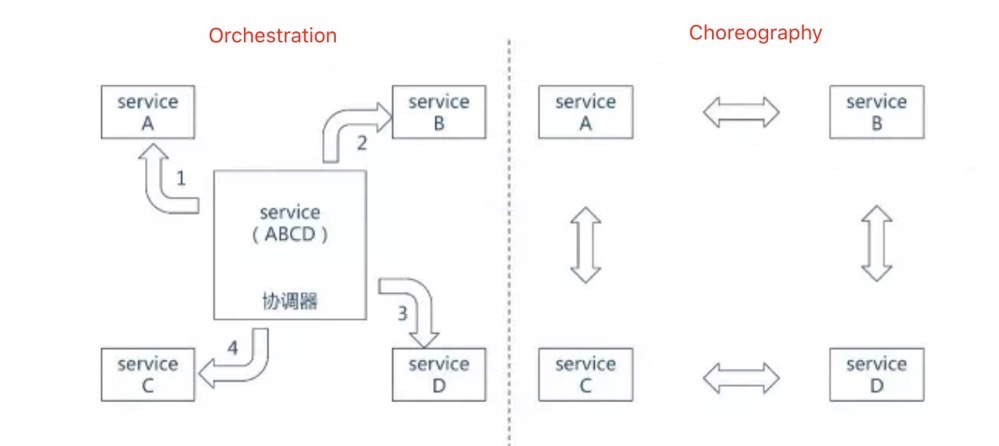 Orchestration
service
A
service
B
1
2
service
( ABCD )
协调器
3
4
service
C
service
D
Choreography
service
A
service
B
service
C
service
D